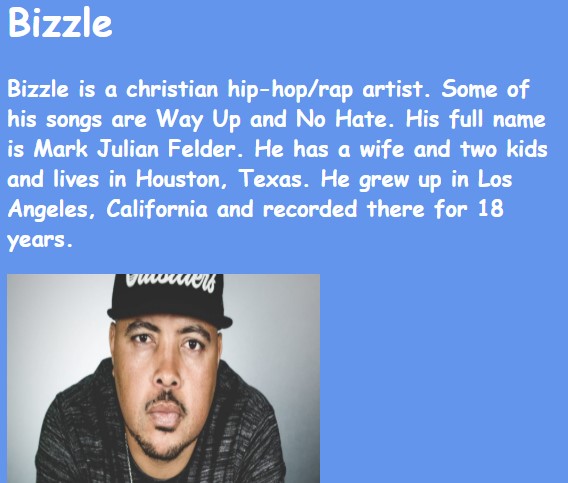 Bizzle
Bizzle is a christian hip-hop/rap artist. Some of
his songs are Way Up and No Hate. His full name
is Mark Julian Felder. He has a wife and two kids
and lives in Houston, Texas. He grew up in Los
Angeles, California and recorded there for 18
years.
Outsiders